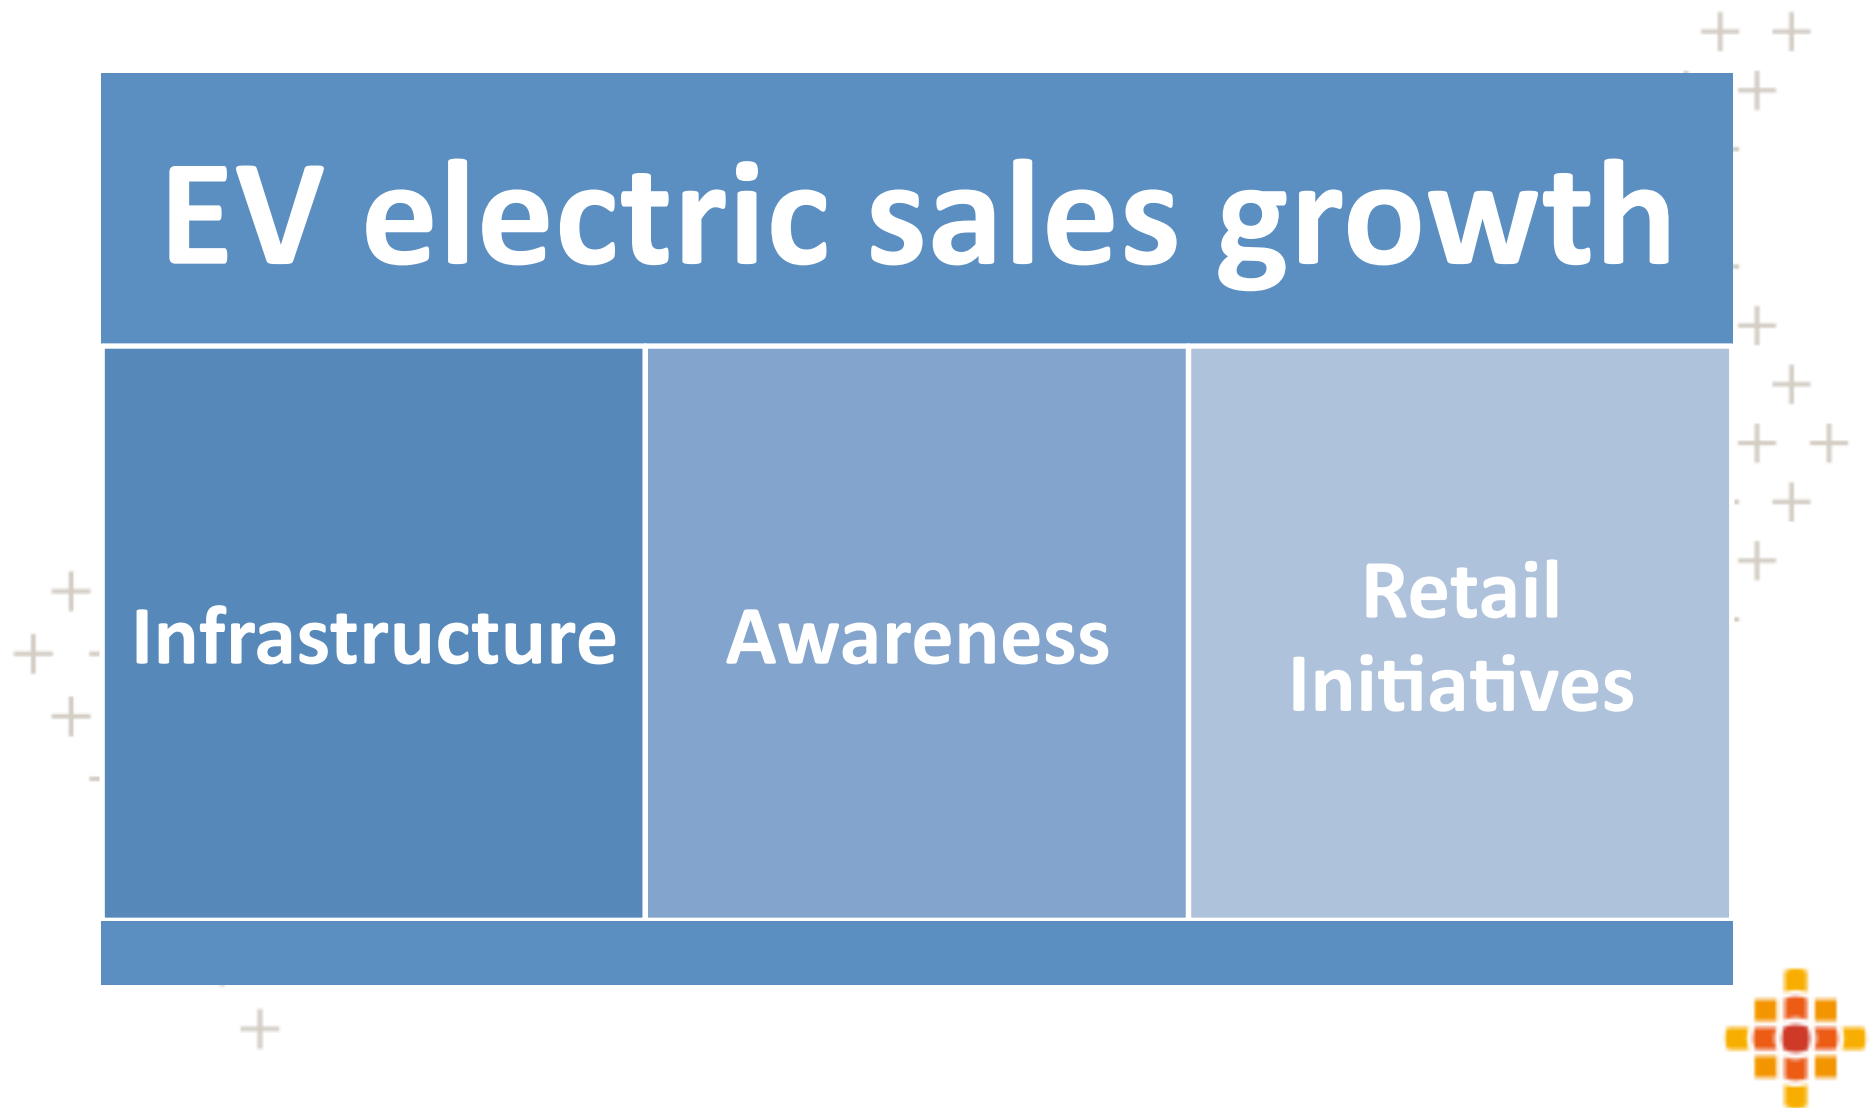 EV electric sales growth
Infrastructure
Awareness
Retail
Initiatives